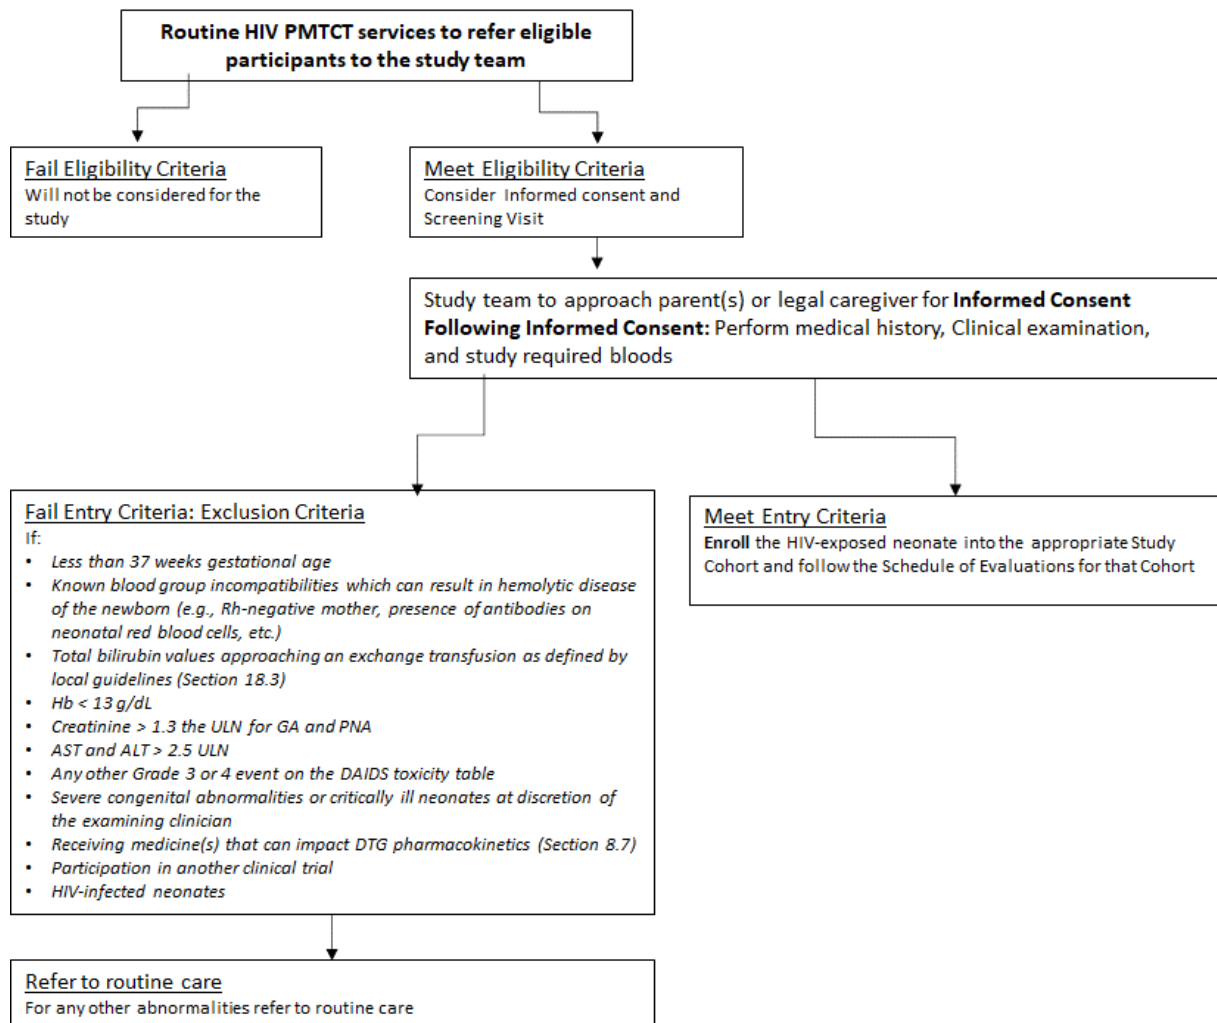 Routine HIV PMTCT services to refer eligible
participants to the study team
Fail Eligibility Criteria
Will not be considered for the
study
Meet Eligibility Criteria
Consider Informed consent and
Screening Visit
Study team to approach parent(s) or legal caregiver for Informed Consent
Following Informed Consent: Perform medical history, Clinical examination,
and study required bloods
Fail Entry Criteria: Exclusion Criteria
If:
• Less than 37 weeks gestational age
• Known blood group incompatibilities which can result in hemolytic disease
of the newborn (e.g., Rh-negative mother, presence of antibodies on
neonatal red blood cells, etc.)
• Total bilirubin values approaching an exchange transfusion as defined by
local guidelines (Section 18.3)
• Hb < 13 g/dL
• Creatinine > 1.3 the ULN for GA and PNA
• AST and ALT > 2.5 ULN
• Any other Grade 3 or 4 event on the DAIDS toxicity table
• Severe congenital abnormalities or critically ill neonates at discretion of
the examining clinician
• Receiving medicine(s) that can impact DTG pharmacokinetics (Section 8.7)
• Participation in another clinical trial
• HIV-infected neonates
Meet Entry Criteria
Enroll the HIV-exposed neonate into the appropriate Study
Cohort and follow the Schedule of Evaluations for that Cohort
Refer to routine care
For any other abnormalities refer to routine care